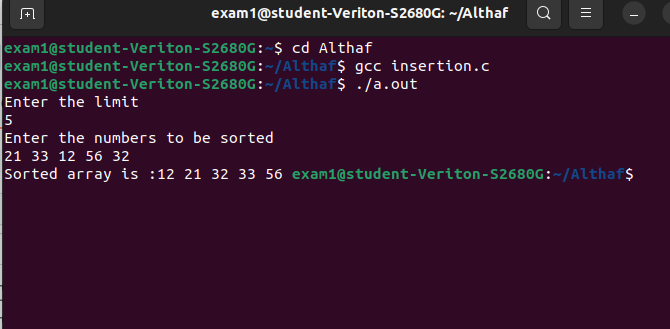 exam1@student-Veriton-S2680G: ~/Althaf
exam1@student-Veriton-S2680G:~$ cd Althaf
exam1@student-Veriton-S2680G:~/Althaf$ gcc insertion.c
exam1@student-Veriton-S2680G:~/Althaf$ ./a.out
Enter the limit
5
Enter the numbers to be sorted
21 33 12 56 32
Sorted array is :12 21 32 33 56 exam1@student-Veriton-S2680G:~/Althaf$